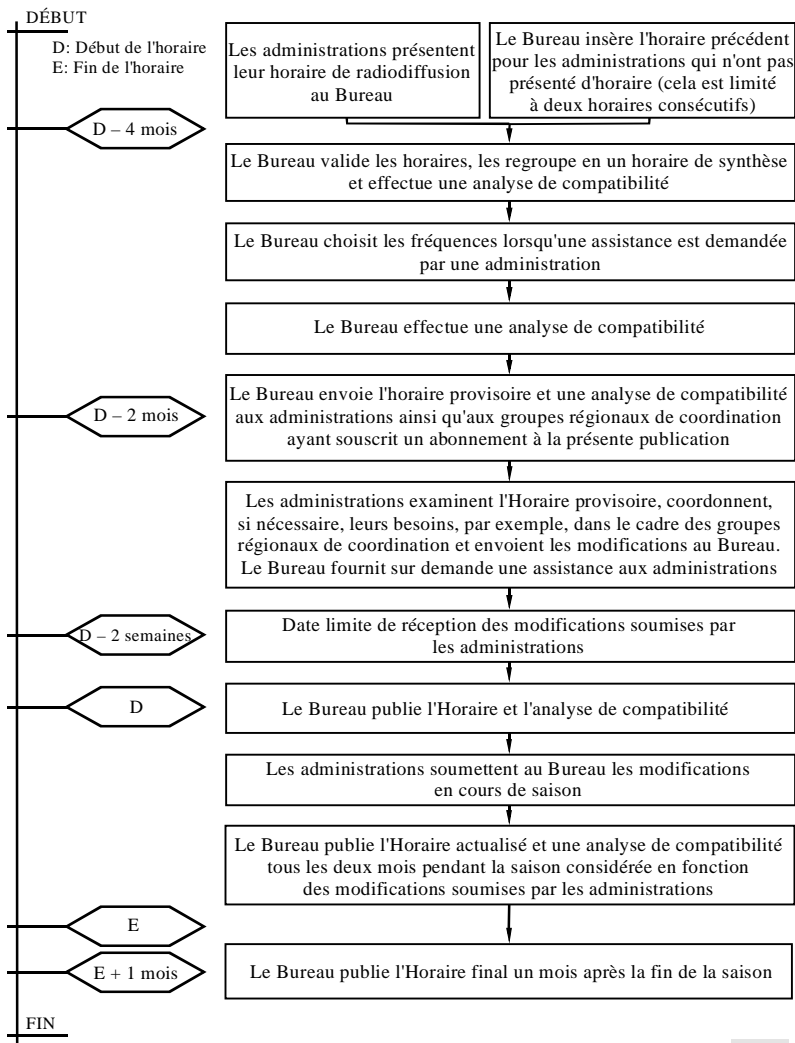 DÉBUT
D: Début de l'horaire
E: Fin de l'horaire
Les administrations présentent
leur horaire de radiodiffusion
au Bureau
Le Bureau insère l'horaire précédent
pour les administrations qui n'ont pas
présenté d'horaire (cela est limité
à deux horaires consécutifs)
D – 4 mois
Le Bureau valide les horaires, les regroupe en un horaire de synthèse
et effectue une analyse de compatibilité
Le Bureau choisit les fréquences lorsqu'une assistance est demandée
par une administration
Le Bureau effectue une analyse de compatibilité
D – 2 mois
Le Bureau envoie l'horaire provisoire et une analyse de compatibilité
aux administrations ainsi qu'aux groupes régionaux de coordination
ayant souscrit un abonnement à la présente publication
Les administrations examinent l'Horaire provisoire, coordonnent,
si nécessaire, leurs besoins, par exemple, dans le cadre des groupes
régionaux de coordination et envoient les modifications au Bureau.
Le Bureau fournit sur demande une assistance aux administrations
D – 2 semaines
Date limite de réception des modifications soumises par
les administrations
D
Le Bureau publie l'Horaire et l'analyse de compatibilité
Les administrations soumettent au Bureau les modifications
en cours de saison
Le Bureau publie l'Horaire actualisé et une analyse de compatibilité
tous les deux mois pendant la saison considérée en fonction
des modifications soumises par les administrations
E
E + 1 mois
Le Bureau publie l'Horaire final un mois après la fin de la saison
FIN